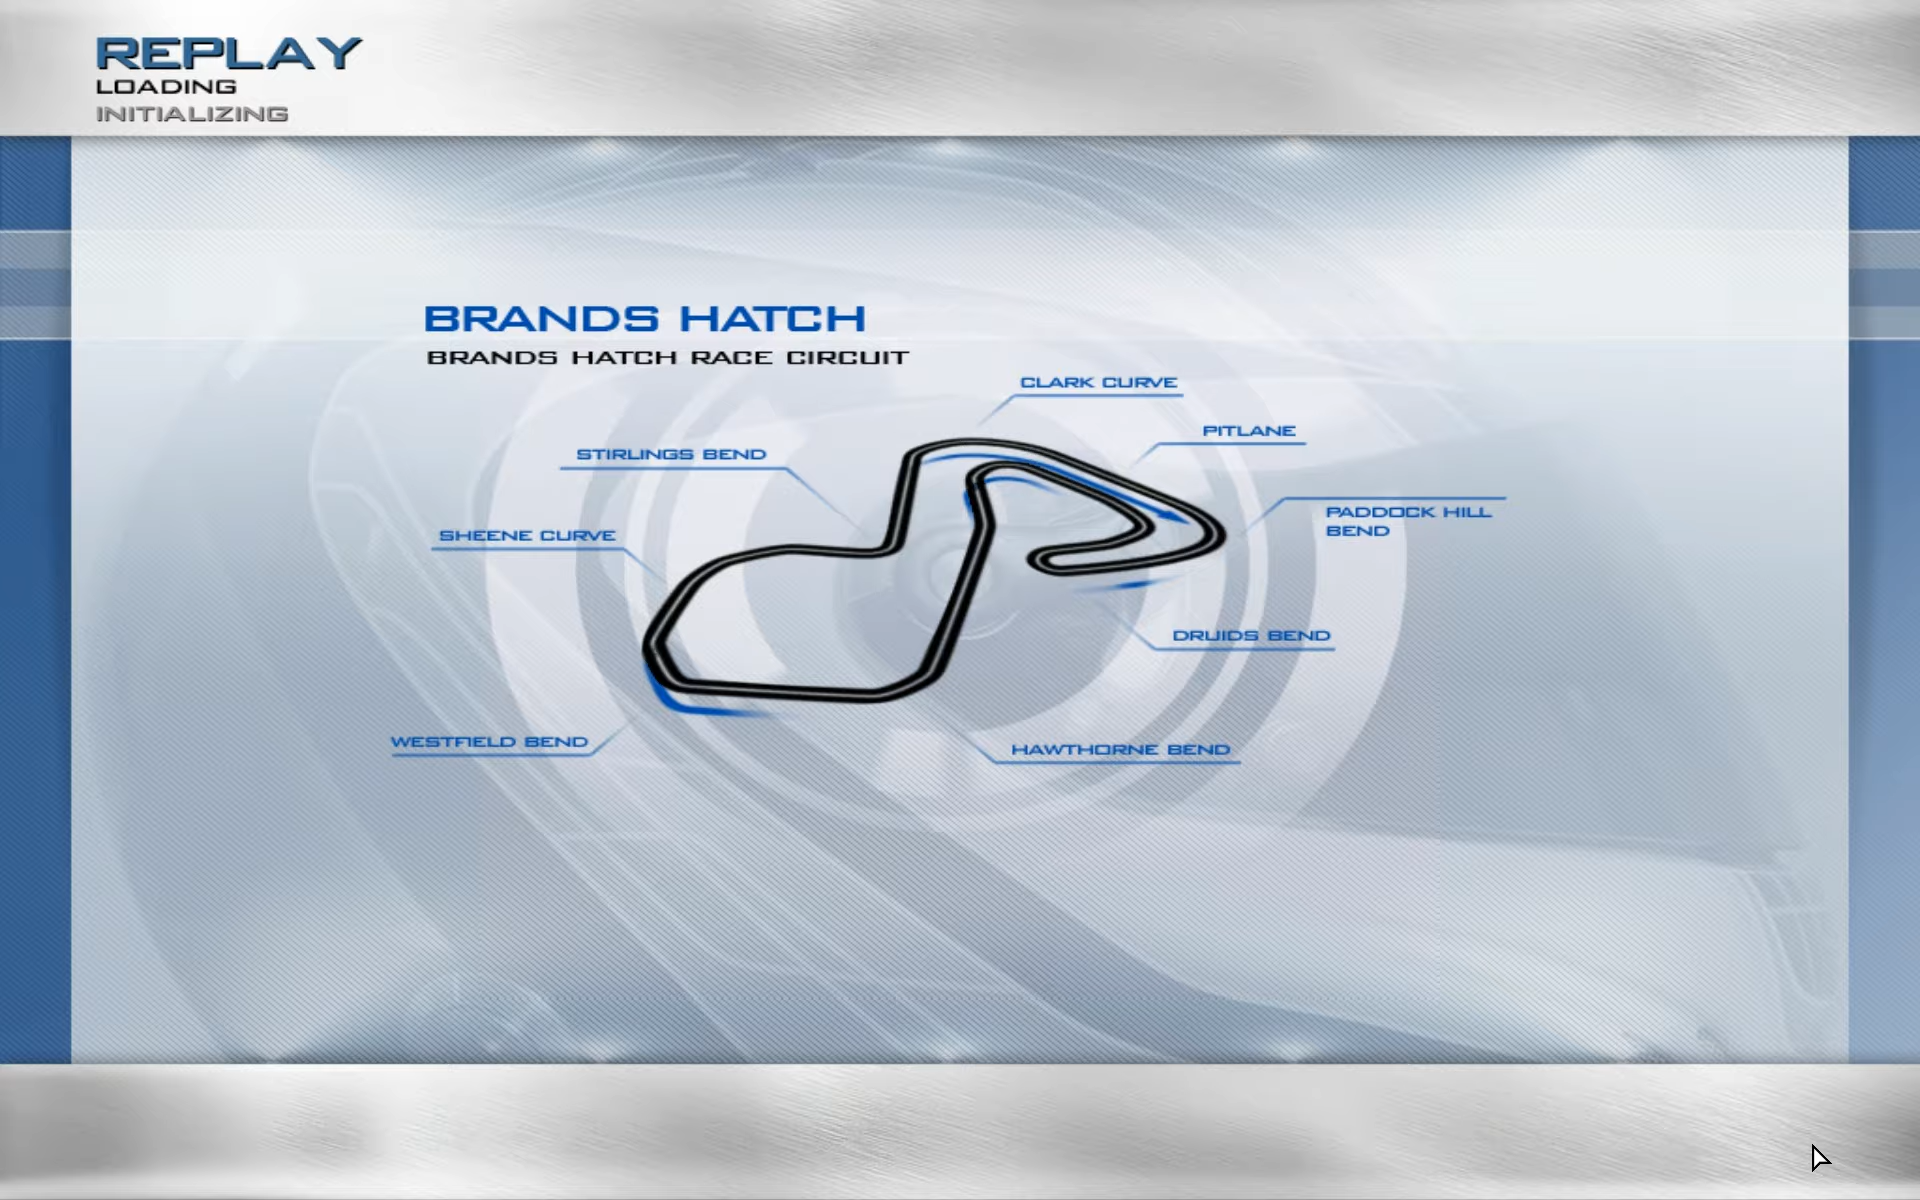 REPLAY
LOADING
INITIALIZING
BRANDS HATCH
BRANDS HATCH RACE CIRCUIT
CLARK CURVE
PITLANE
STIRLINGS BEND
PADDOCK HILL
BEND
SHEENE CURVE
DRUIDS BEND
WESTFIELD BEND
HAWTHORNE BEND